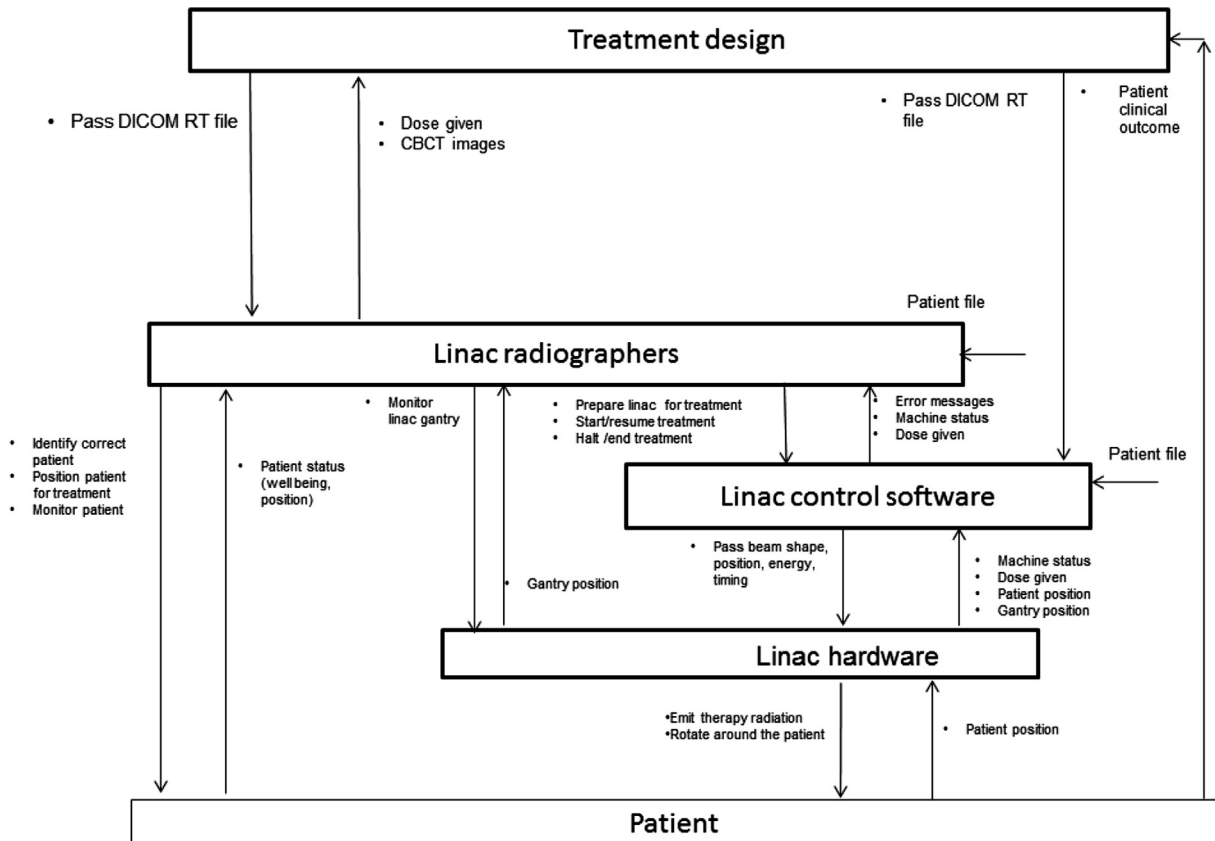 Treatment design
• Pass DICOM RT file
• Dose given
• CBCT images
• Pass DICOM RT
file
• Patient
clinical
outcome
Patient file
Linac radiographers
• Identify correct
patient
• Position patient
for treatment
• Monitor patient
• Patient status
(well being,
position)
• Monitor
linac gantry
• Prepare linac for treatment
• Start/resume treatment
• Halt /end treatment
• Error messages
• Machine status
• Dose given
Patient file
Linac control software
• Gantry position
• Pass beam shape,
position, energy,
timing
• Machine status
• Dose given
• Patient position
• Gantry position
Linac hardware
•Emit therapy radiation
•Rotate around the patient
• Patient position
Patient